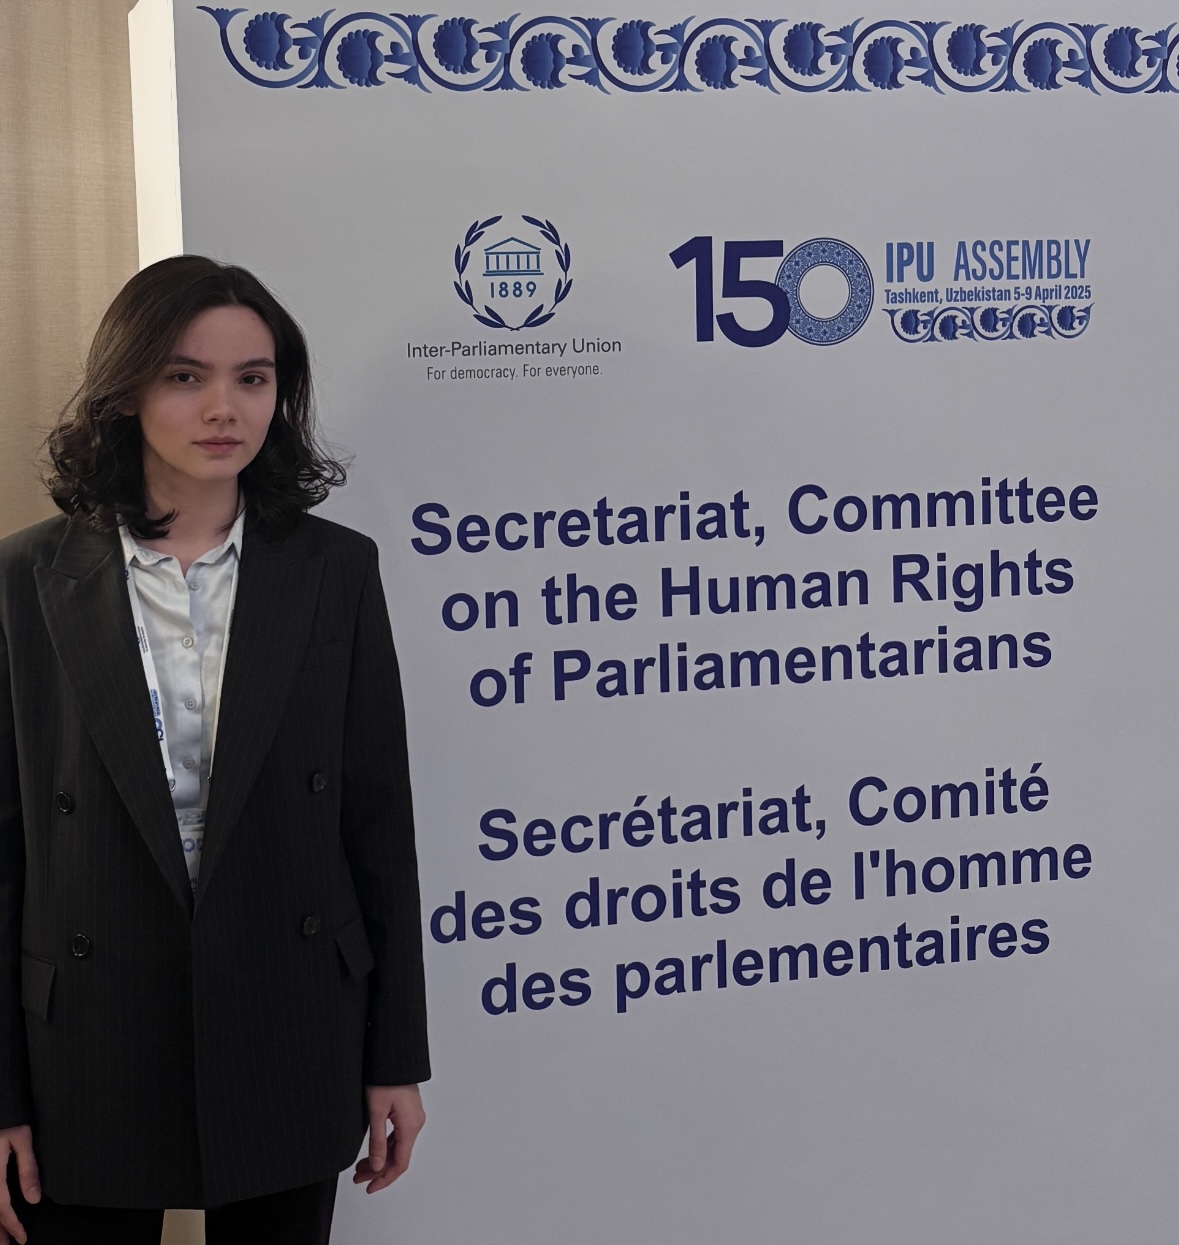 1889
Inter-Parliamentary Union
For democracy. For everyone.
150
IPU ASSEMBLY
Tashkent, Uzbekistan 5-9 April 2025
Secretariat, Committee
on the Human Rights
of Parliamentarians
Secrétariat, Comité
des droits de l'homme
des parlementaires